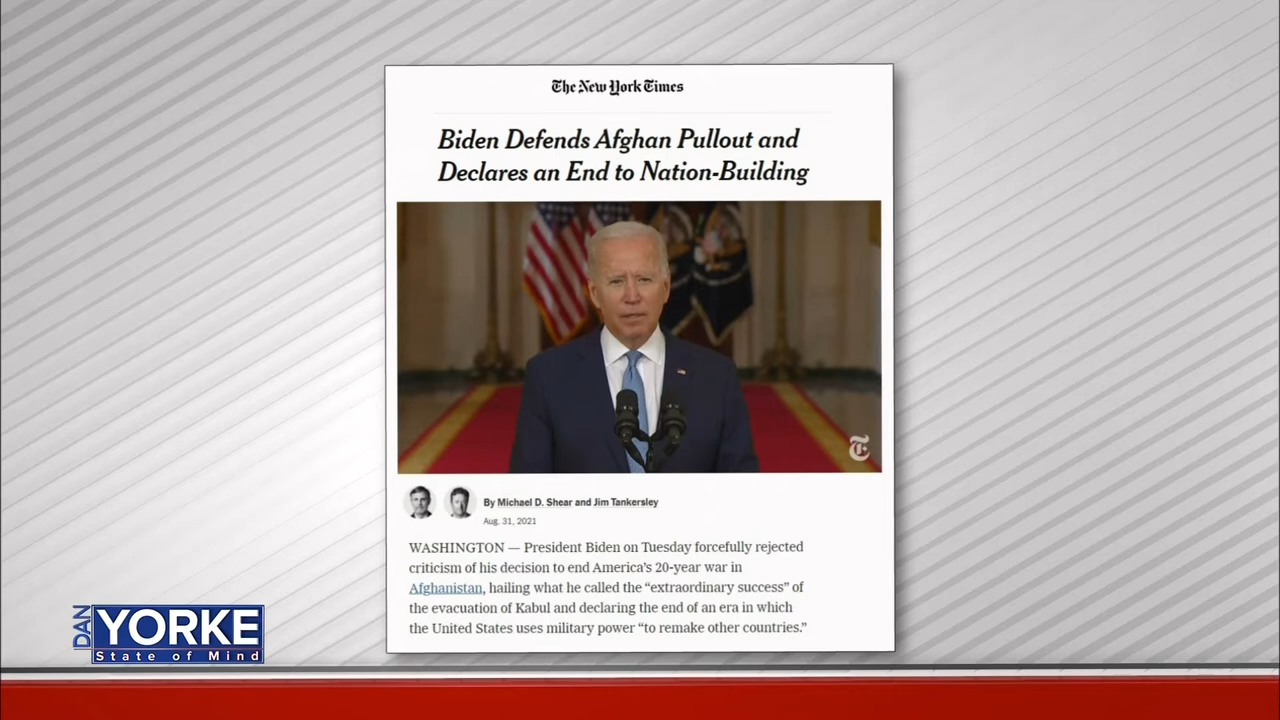 The New York Times
Biden Defends Afghan Pullout and
Declares an End to Nation-Building
T
By Michael D. Shear and Jim Tankersley
Aug. 31, 2021
WASHINGTON — President Biden on Tuesday forcefully rejected
criticism of his decision to end America’s 20-year war in
Afghanistan, hailing what he called the “extraordinary success” of
the evacuation of Kabul and declaring the end of an era in which
the United States uses military power “to remake other countries.”
DAN
YORKE
State of Mind